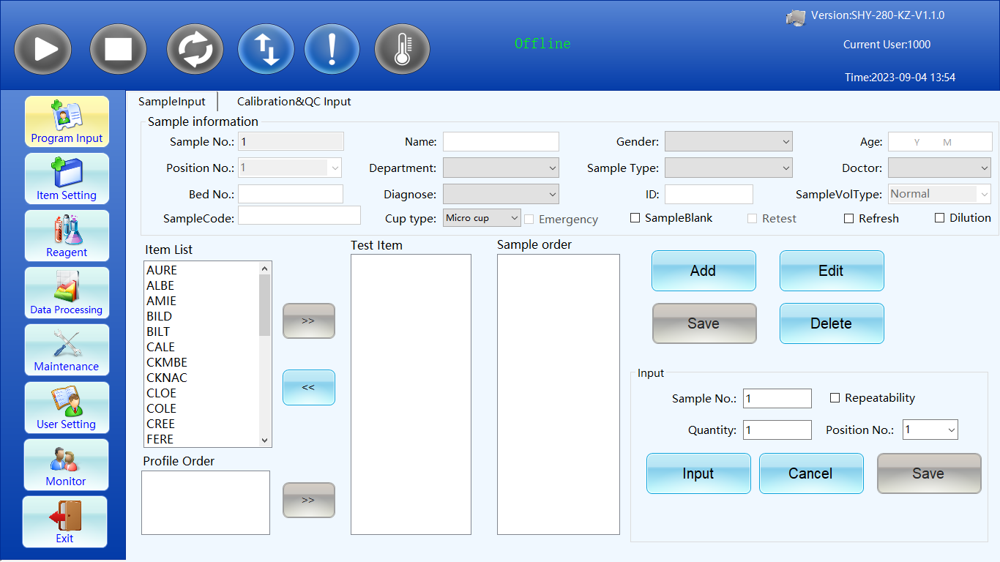 Version:SHY-280-KZ-V1.1.0
Offline
Current User:1000
Time:2023-09-04 13:54
Program Input
Item Setting
Reagent
Data Processing
Maintenance
User Setting
Monitor
Exit
SampleInput Calibration&QC Input
Sample information
Sample No.: 1 Name: Gender: Age: Y M
Position No.: 1 Department: Sample Type: Doctor:
Bed No.: Diagnose: ID: SampleVolType: Normal
SampleCode: Cup type: Micro cup Emergency SampleBlank Retest Refresh Dilution
Item List
AURE
ALBE
AMIE
BILD
BILT
CALE
CKMBE
CKNAC
CLOE
COLE
CREE
FERE
>>
<<
Profile Order
>>
Test Item
Sample order
Add Edit
Save Delete
Input
Sample No.: 1 Repeatability
Quantity: 1 Position No.: 1
Input Cancel Save